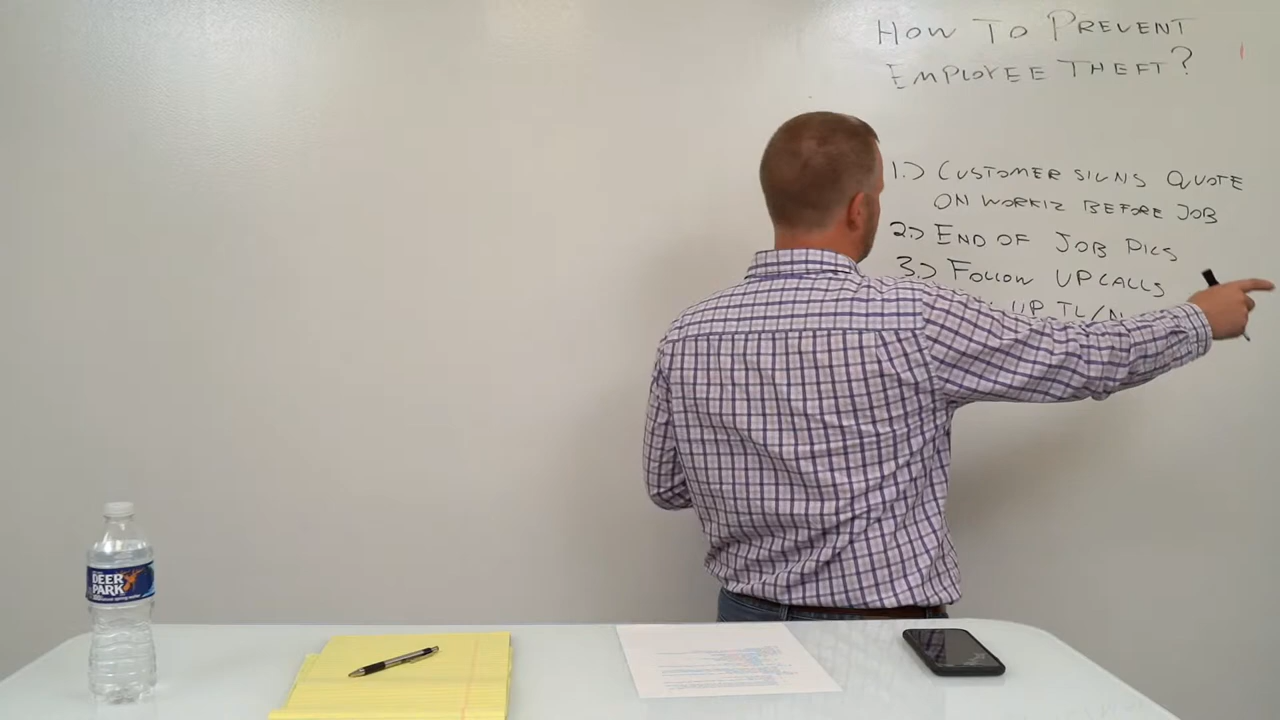 HOW TO PREVENT
EMPLOYEE THEFT?
1.) CUSTOMER SIGNS QUOTE
ON WORKIZ BEFORE JOB
2.) END OF JOB PICS
3.) FOLLOW UP CALLS
UP TL/
DEER
PARK